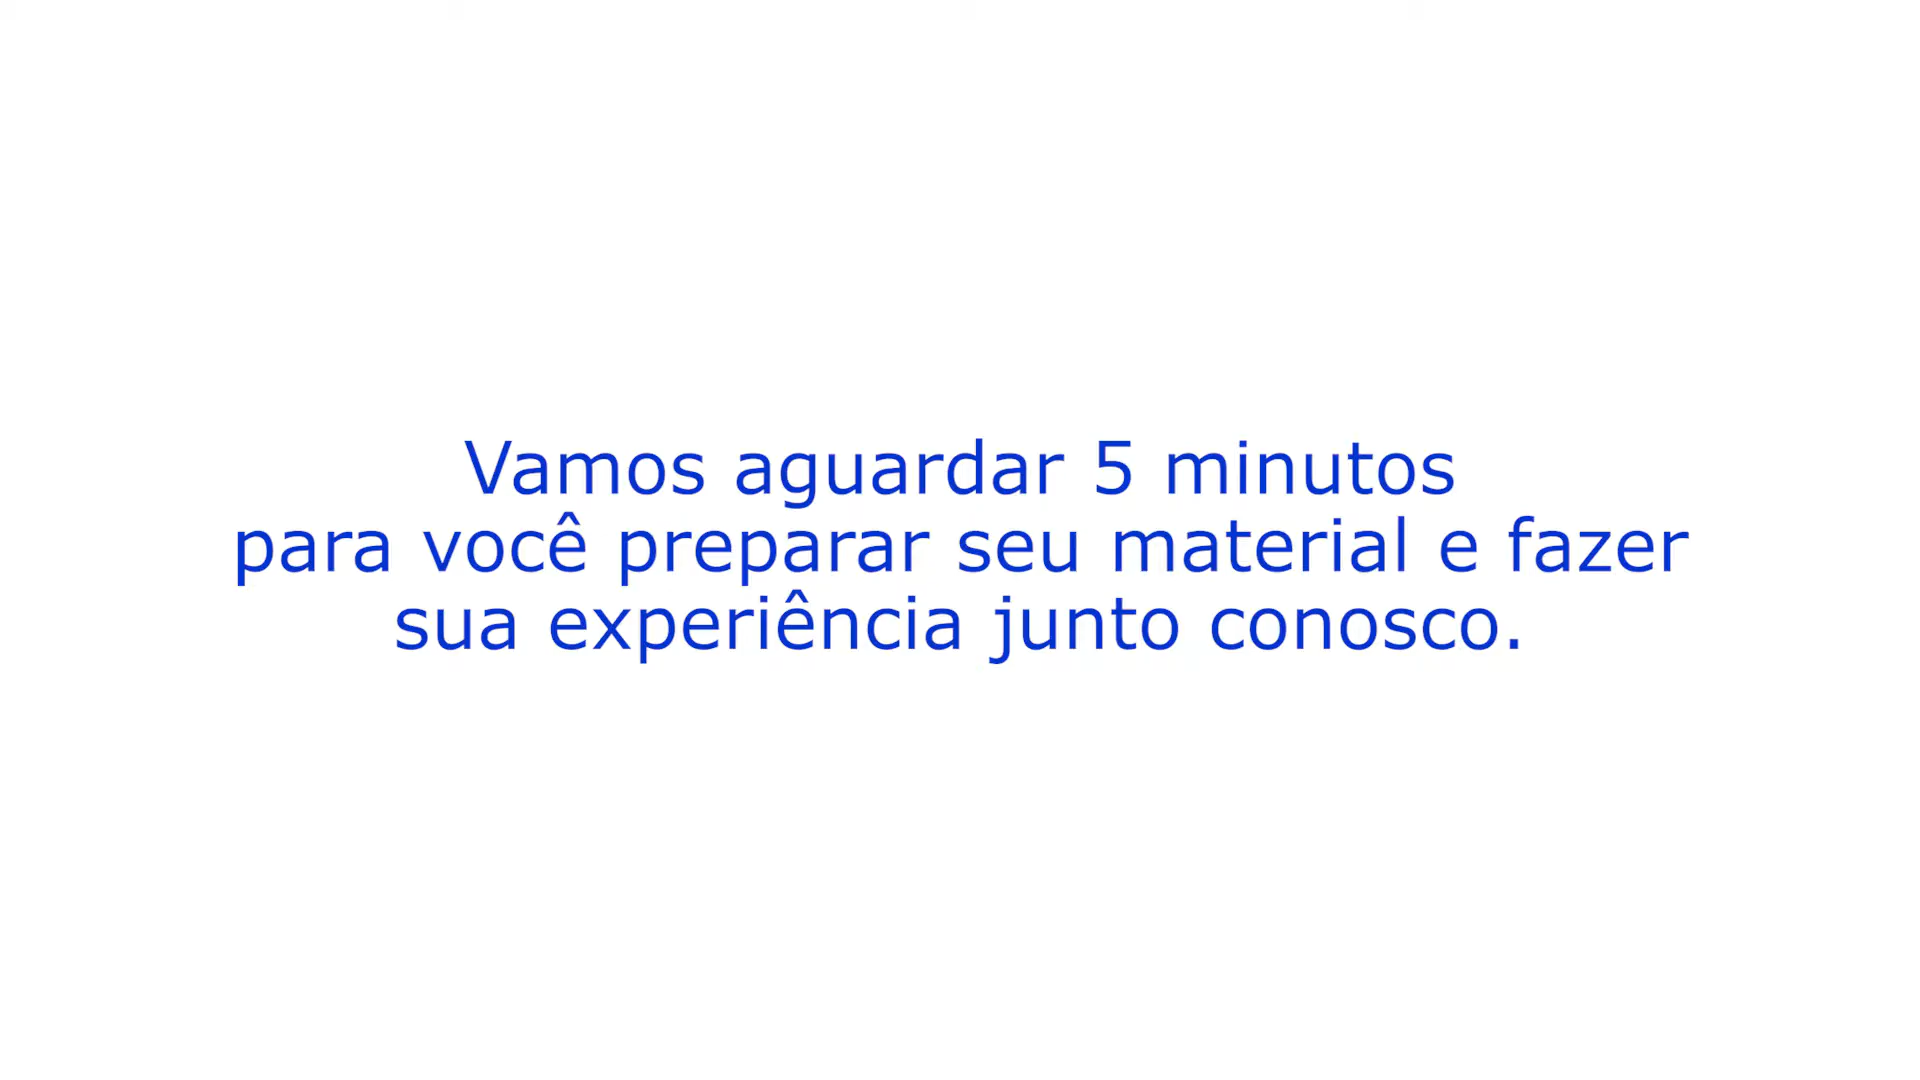 Vamos aguardar 5 minutos
para você preparar seu material e fazer
sua experiência junto conosco.